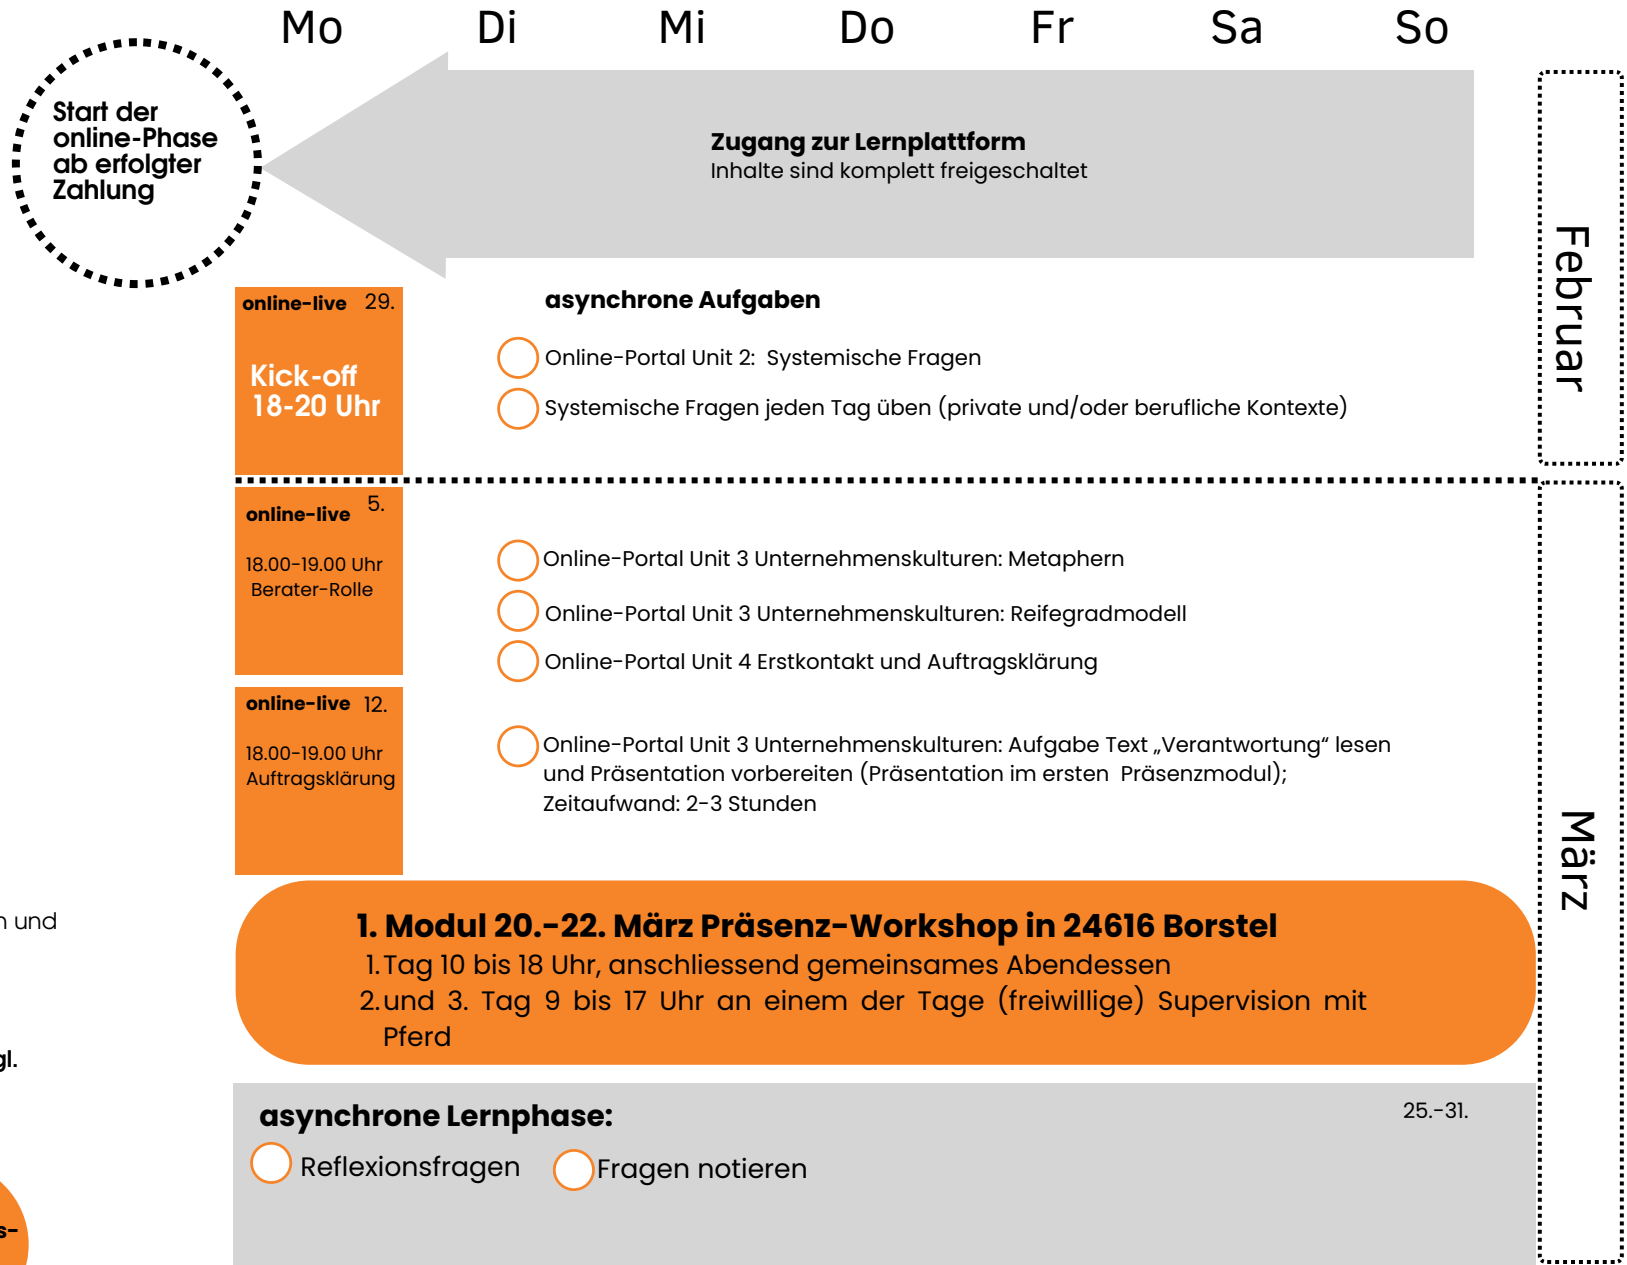 Mo Di Mi Do Fr Sa So
Start der
online-Phase
ab erfolgter
Zahlung
Zugang zur Lernplattform
Inhalte sind komplett freigeschaltet
Februar
online-live 29.
Kick-off
18-20 Uhr
asynchrone Aufgaben
Online-Portal Unit 2: Systemische Fragen
Systemische Fragen jeden Tag üben (private und/oder berufliche Kontexte)
online-live 5.
18.00-19.00 Uhr
Berater-Rolle
Online-Portal Unit 3 Unternehmenskulturen: Metaphern
Online-Portal Unit 3 Unternehmenskulturen: Reifegradmodell
Online-Portal Unit 4 Erstkontakt und Auftragsklärung
online-live 12.
18.00-19.00 Uhr
Auftragsklärung
Online-Portal Unit 3 Unternehmenskulturen: Aufgabe Text „Verantwortung“ lesen
und Präsentation vorbereiten (Präsentation im ersten Präsenzmodul);
Zeitaufwand: 2-3 Stunden
März
und
1. Modul 20.-22. März Präsenz-Workshop in 24616 Borstel
1. Tag 10 bis 18 Uhr, anschliessend gemeinsames Abendessen
2. und 3. Tag 9 bis 17 Uhr an einem der Tage (freiwillige) Supervision mit
Pferd
asynchrone Lernphase:
25.-31.
Reflexionsfragen Fragen notieren